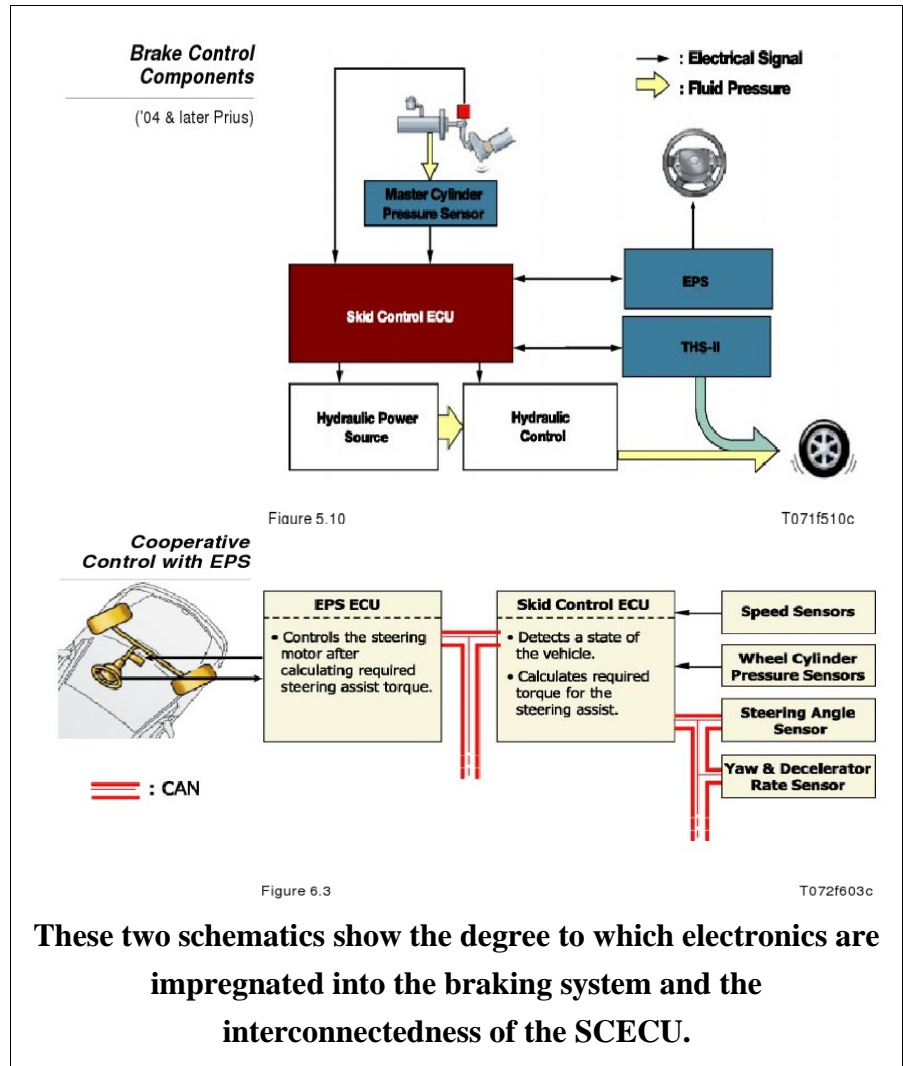 Brake Control
Components
('04 & later Prius)
: Electrical Signal
: Fluid Pressure
Master Cylinder
Pressure Sensor
Skid Control ECU
EPS
THS-II
Hydraulic Power
Source
Hydraulic
Control
Figure 5.10
T071f510c
Cooperative
Control with EPS
EPS ECU
• Controls the steering
motor after
calculating required
steering assist torque.
Skid Control ECU
• Detects a state of
the vehicle.
• Calculates required
torque for the
steering assist.
Speed Sensors
Wheel Cylinder
Pressure Sensors
Steering Angle
Sensor
Yaw & Decelerator
Rate Sensor
: CAN
Figure 6.3
T072f603c
These two schematics show the degree to which electronics are
impregnated into the braking system and the
interconnectedness of the SCECU.